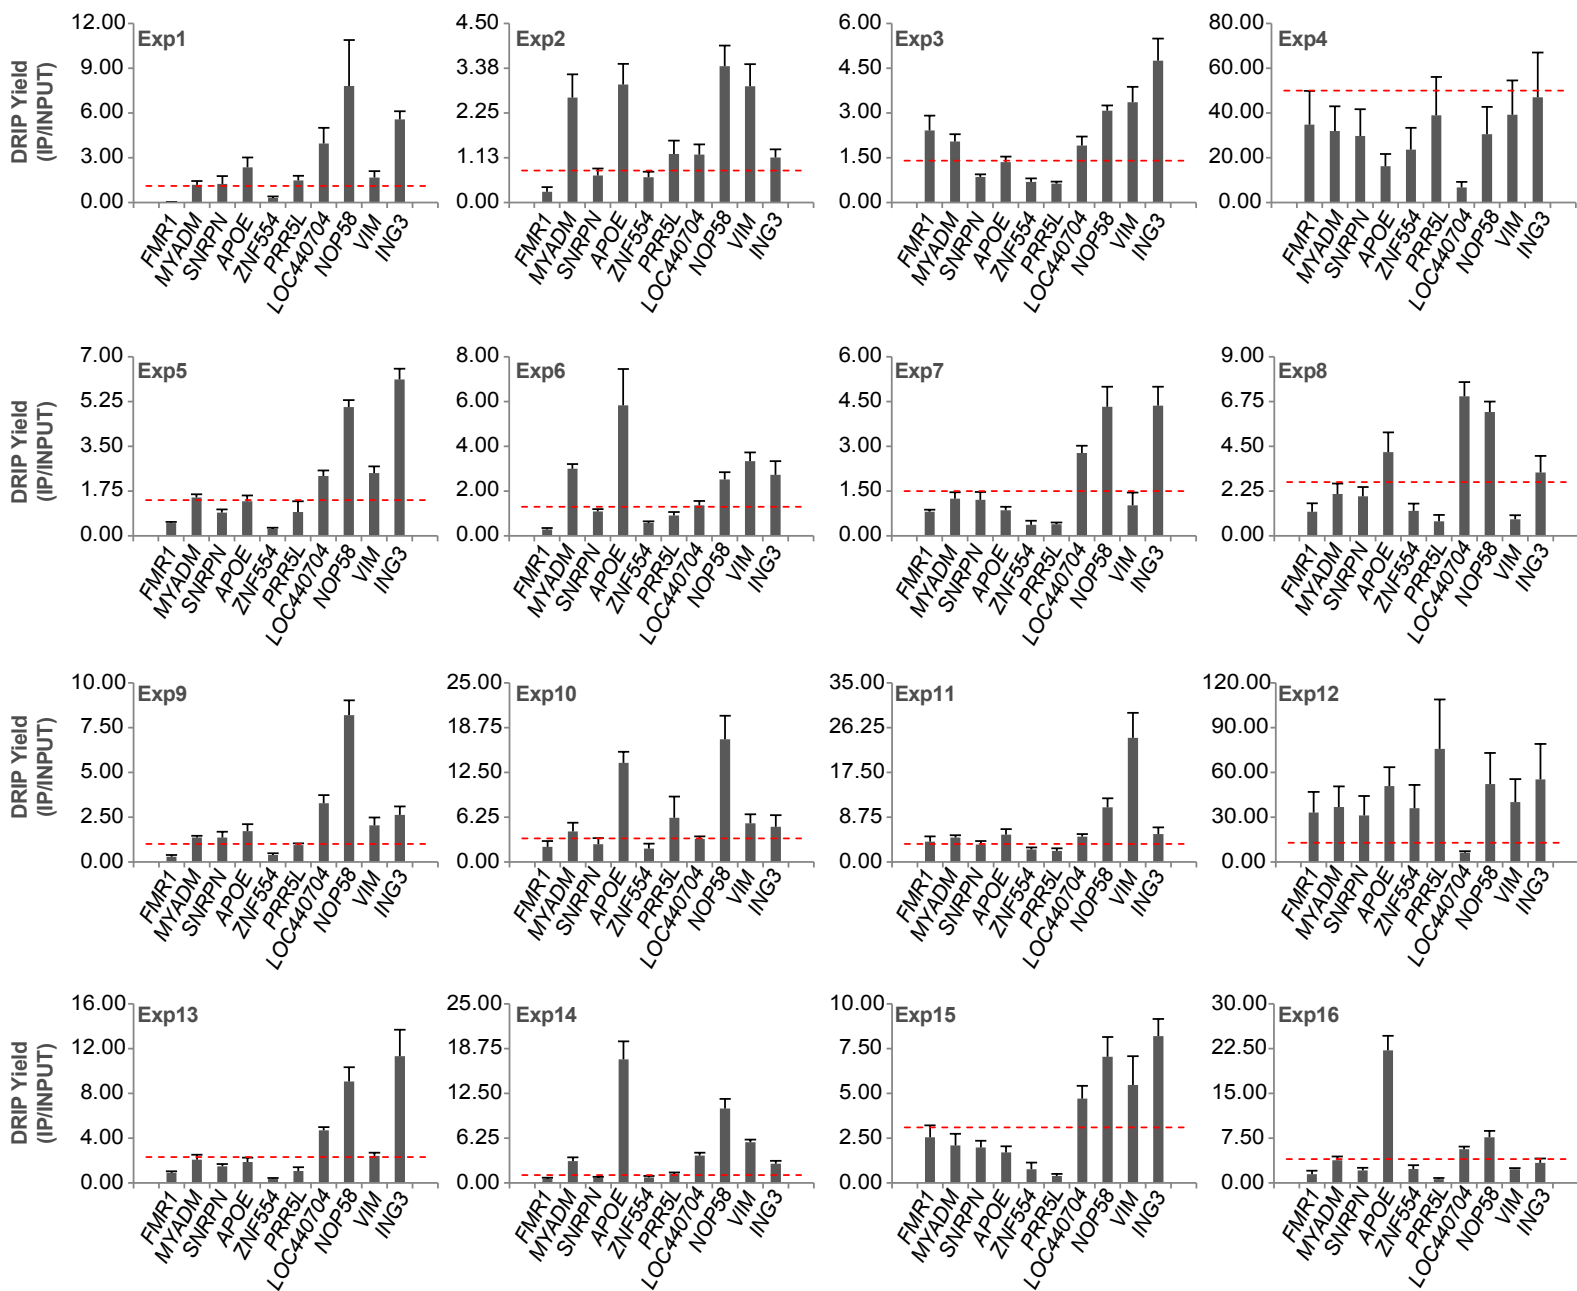 DRIP Yield
(IP/INPUT)
Exp1
12.00
9.00
6.00
3.00
0.00
FMR1
MYADM
SNRPN
APOE
ZNF554
PRR5L
LOC440704
NOP58
VIM
ING3
Exp2
4.50
3.38
2.25
1.13
0.00
FMR1
MYADM
SNRPN
APOE
ZNF554
PRR5L
LOC440704
NOP58
VIM
ING3
Exp3
6.00
4.50
3.00
1.50
0.00
FMR1
MYADM
SNRPN
APOE
ZNF554
PRR5L
LOC440704
NOP58
VIM
ING3
Exp4
80.00
60.00
40.00
20.00
0.00
FMR1
MYADM
SNRPN
APOE
ZNF554
PRR5L
LOC440704
NOP58
VIM
ING3
DRIP Yield
(IP/INPUT)
Exp5
7.00
5.25
3.50
1.75
0.00
FMR1
MYADM
SNRPN
APOE
ZNF554
PRR5L
LOC440704
NOP58
VIM
ING3
Exp6
8.00
6.00
4.00
2.00
0.00
FMR1
MYADM
SNRPN
APOE
ZNF554
PRR5L
LOC440704
NOP58
VIM
ING3
Exp7
6.00
4.50
3.00
1.50
0.00
FMR1
MYADM
SNRPN
APOE
ZNF554
PRR5L
LOC440704
NOP58
VIM
ING3
Exp8
9.00
6.75
4.50
2.25
0.00
FMR1
MYADM
SNRPN
APOE
ZNF554
PRR5L
LOC440704
NOP58
VIM
ING3
DRIP Yield
(IP/INPUT)
Exp9
10.00
7.50
5.00
2.50
0.00
FMR1
MYADM
SNRPN
APOE
ZNF554
PRR5L
LOC440704
NOP58
VIM
ING3
Exp10
25.00
18.75
12.50
6.25
0.00
FMR1
MYADM
SNRPN
APOE
ZNF554
PRR5L
LOC440704
NOP58
VIM
ING3
Exp11
35.00
26.25
17.50
8.75
0.00
FMR1
MYADM
SNRPN
APOE
ZNF554
PRR5L
LOC440704
NOP58
VIM
ING3
Exp12
120.00
90.00
60.00
30.00
0.00
FMR1
MYADM
SNRPN
APOE
ZNF554
PRR5L
LOC440704
NOP58
VIM
ING3
DRIP Yield
(IP/INPUT)
Exp13
16.00
12.00
8.00
4.00
0.00
FMR1
MYADM
SNRPN
APOE
ZNF554
PRR5L
LOC440704
NOP58
VIM
ING3
Exp14
25.00
18.75
12.50
6.25
0.00
FMR1
MYADM
SNRPN
APOE
ZNF554
PRR5L
LOC440704
NOP58
VIM
ING3
Exp15
10.00
7.50
5.00
2.50
0.00
FMR1
MYADM
SNRPN
APOE
ZNF554
PRR5L
LOC440704
NOP58
VIM
ING3
Exp16
30.00
22.50
15.00
7.50
0.00
FMR1
MYADM
SNRPN
APOE
ZNF554
PRR5L
LOC440704
NOP58
VIM
ING3